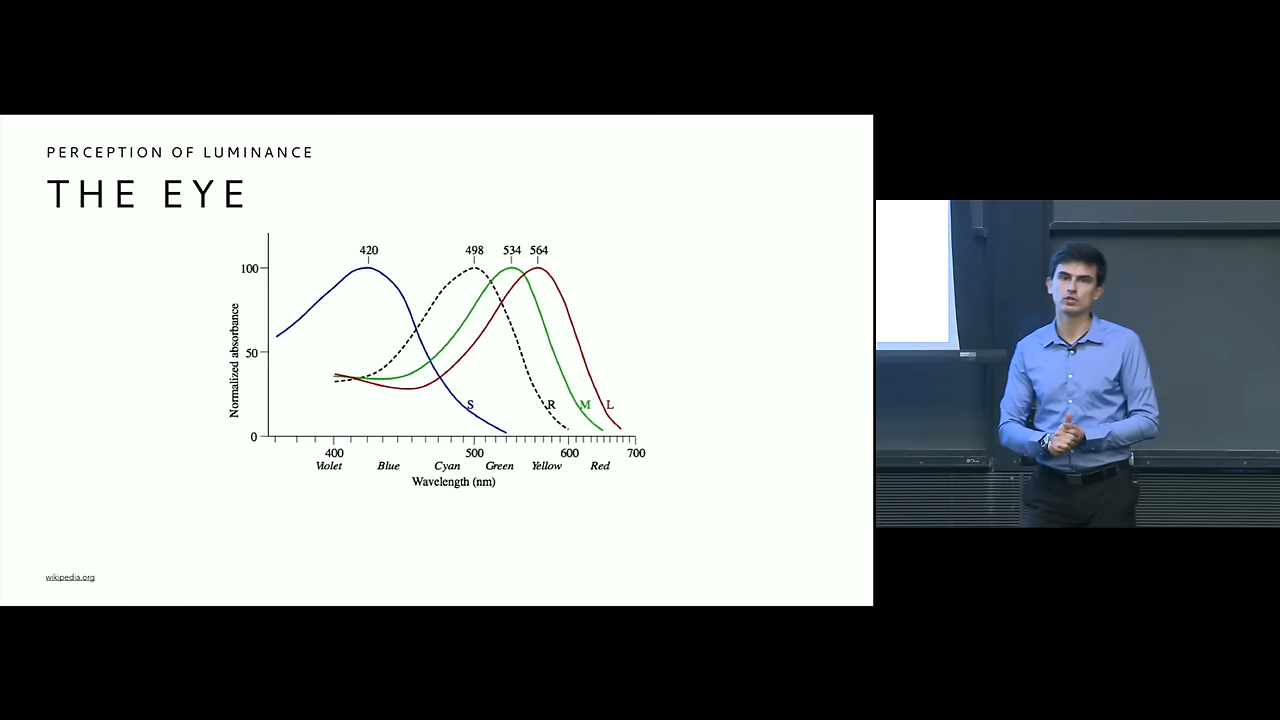 PERCEPTION OF LUMINANCE
THE EYE
420 498 534 564
100
50
0
Normalized absorbance
S R M L
400 500 600 700
Violet Blue Cyan Green Yellow Red
Wavelength (nm)
wikipedia.org